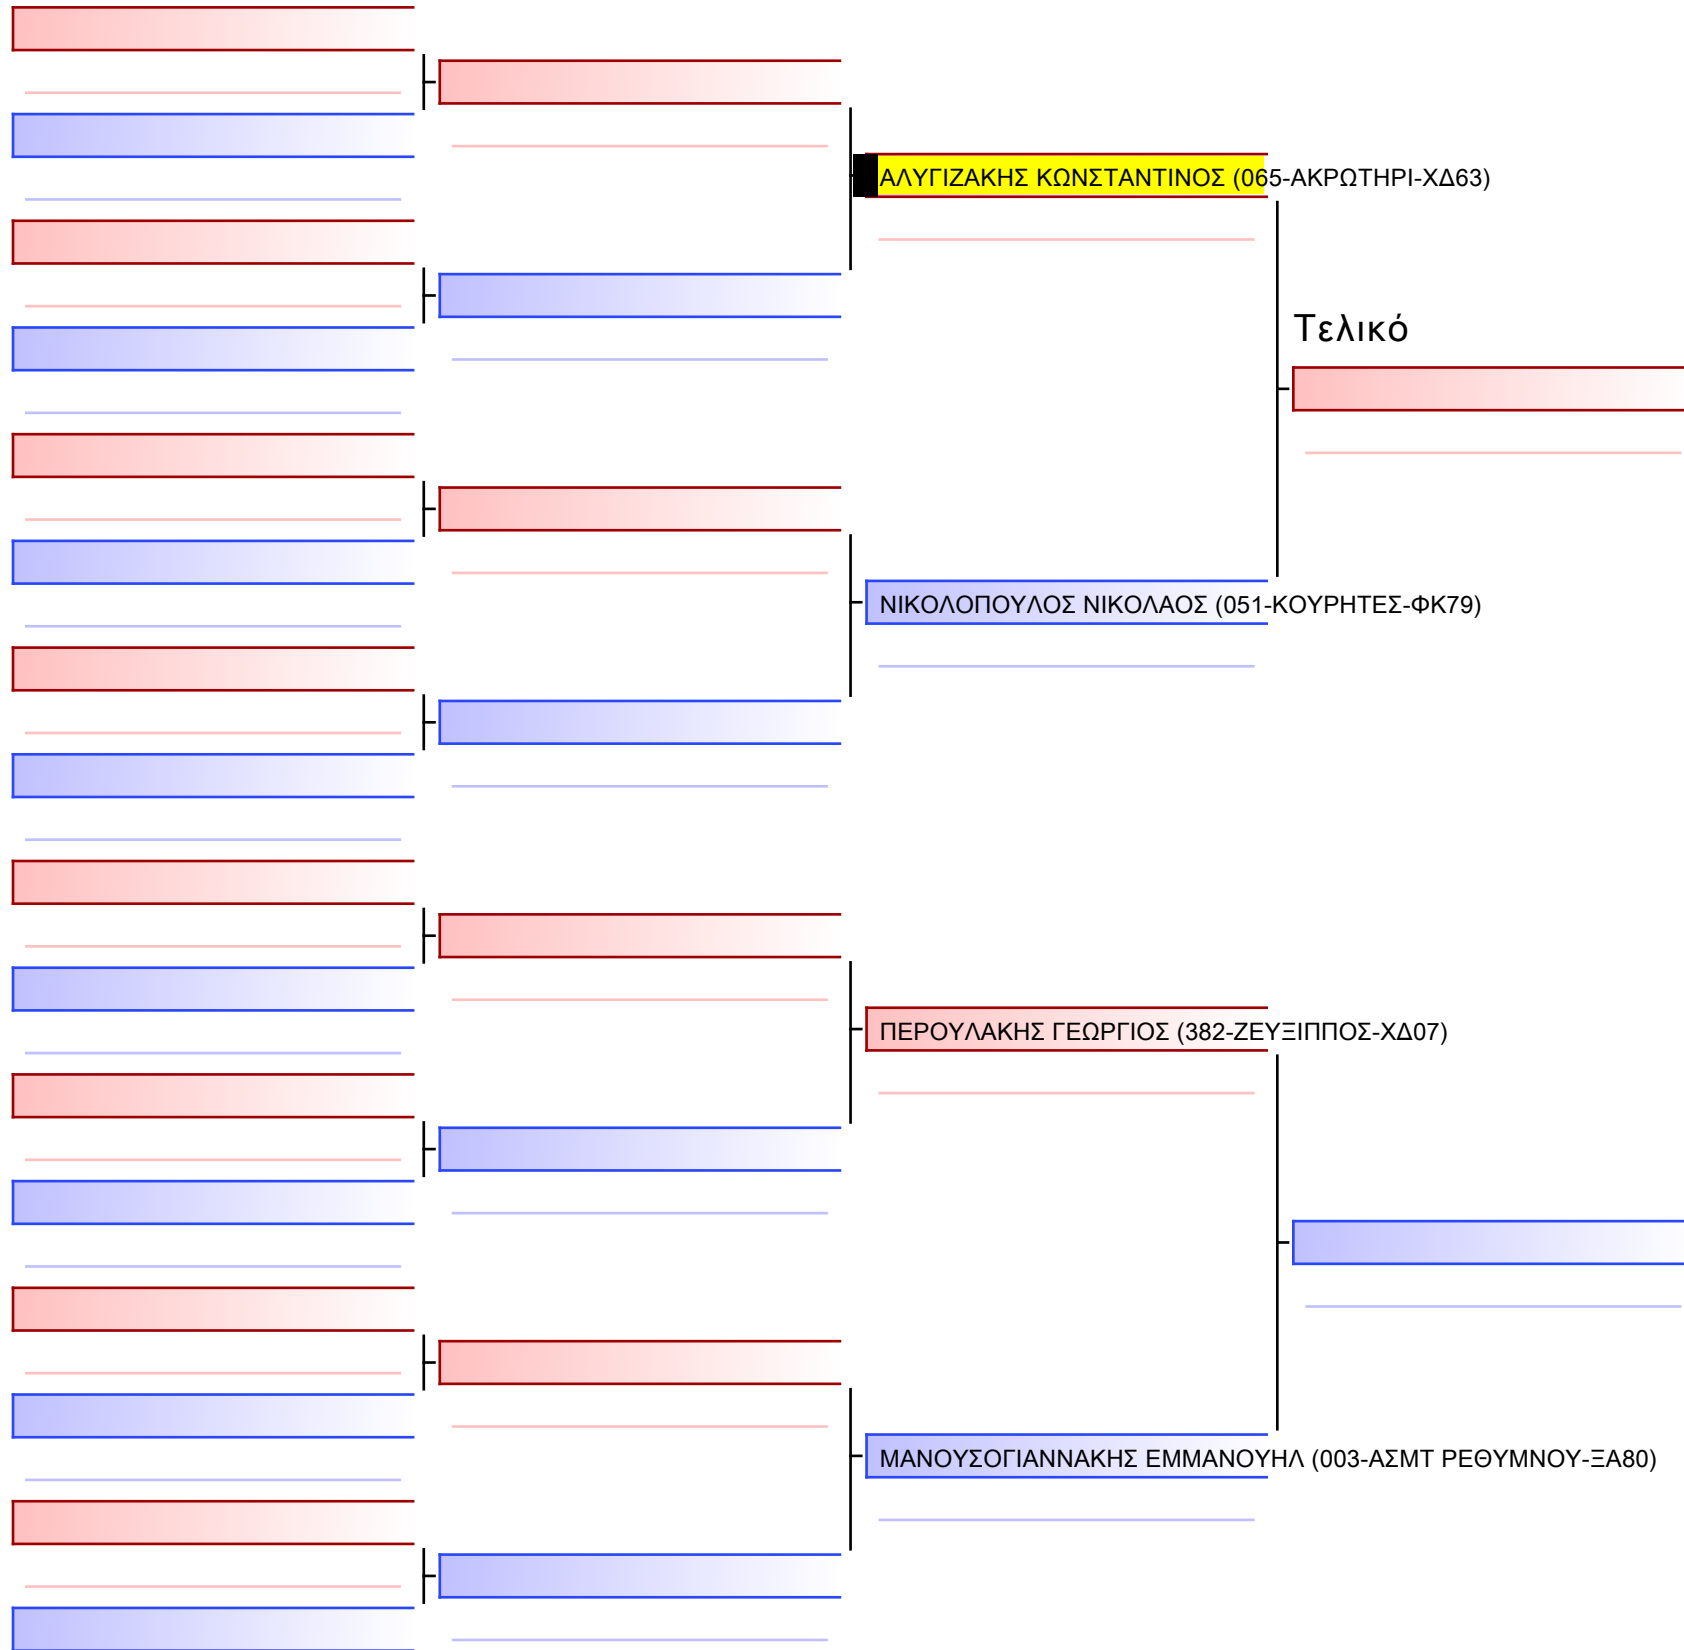 ΑΛΥΓΙΖΑΚΗΣ ΚΩΝΣΤΑΝΤΙΝΟΣ (065-ΑΚΡΩΤΗΡΙ-ΧΔ63)
Τελικό
ΝΙΚΟΛΟΠΟΥΛΟΣ ΝΙΚΟΛΑΟΣ (051-ΚΟΥΡΗΤΕΣ-ΦΚ79)
ΠΕΡΟΥΛΑΚΗΣ ΓΕΩΡΓΙΟΣ (382-ΖΕΥΞΙΠΠΟΣ-ΧΔ07)
ΜΑΝΟΥΣΟΓΙΑΝΝΑΚΗΣ ΕΜΜΑΝΟΥΗΛ (003-ΑΣΜΤ ΡΕΘΥΜΝΟΥ-ΞΑ80)